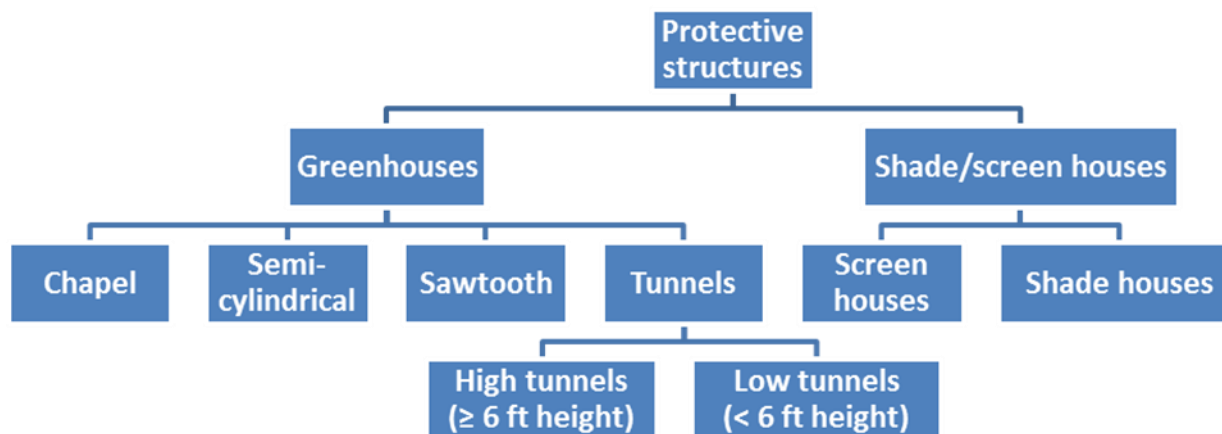 Protective
structures
Greenhouses
Shade/screen houses
Chapel
Semi-
cylindrical
Sawtooth
Tunnels
Screen
houses
Shade houses
High tunnels
(≥ 6 ft height)
Low tunnels
(< 6 ft height)